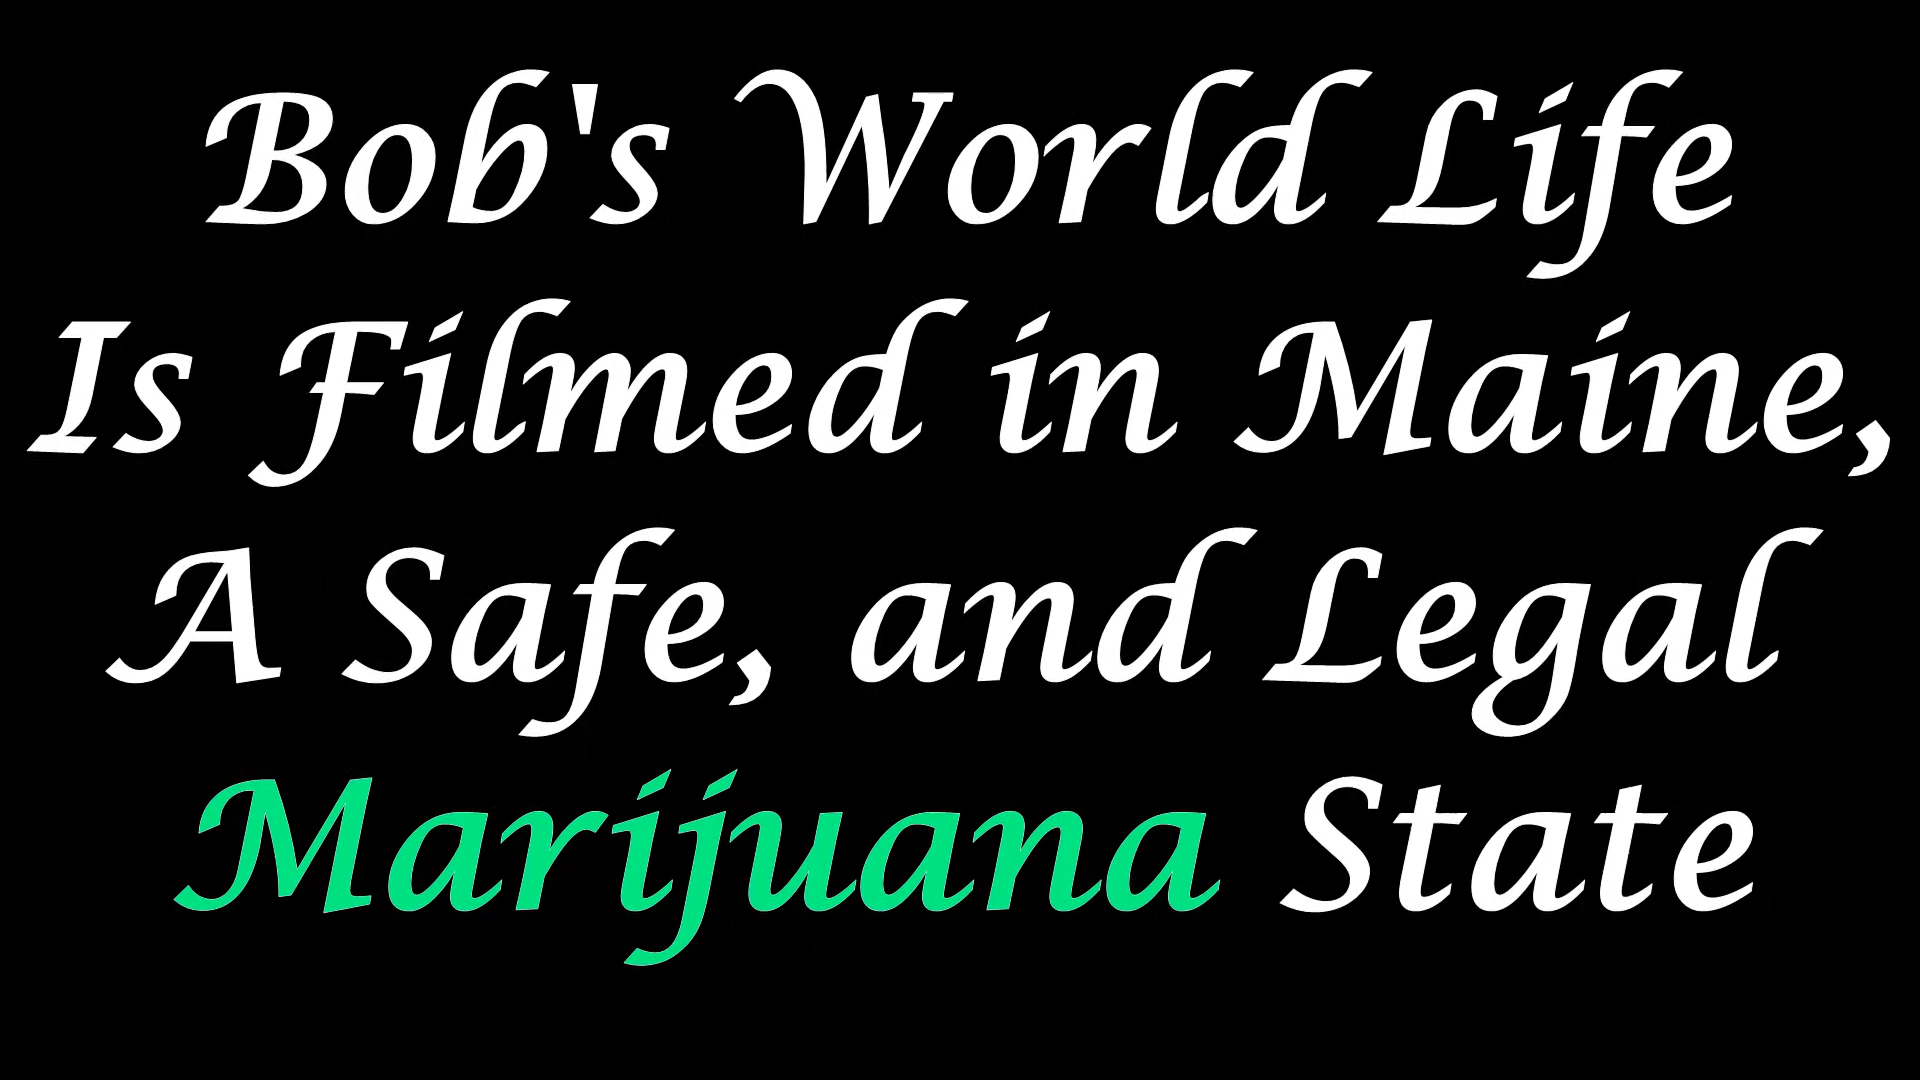 Bob's World Life
Is Filmed in Maine,
A Safe, and Legal
Marijuana State